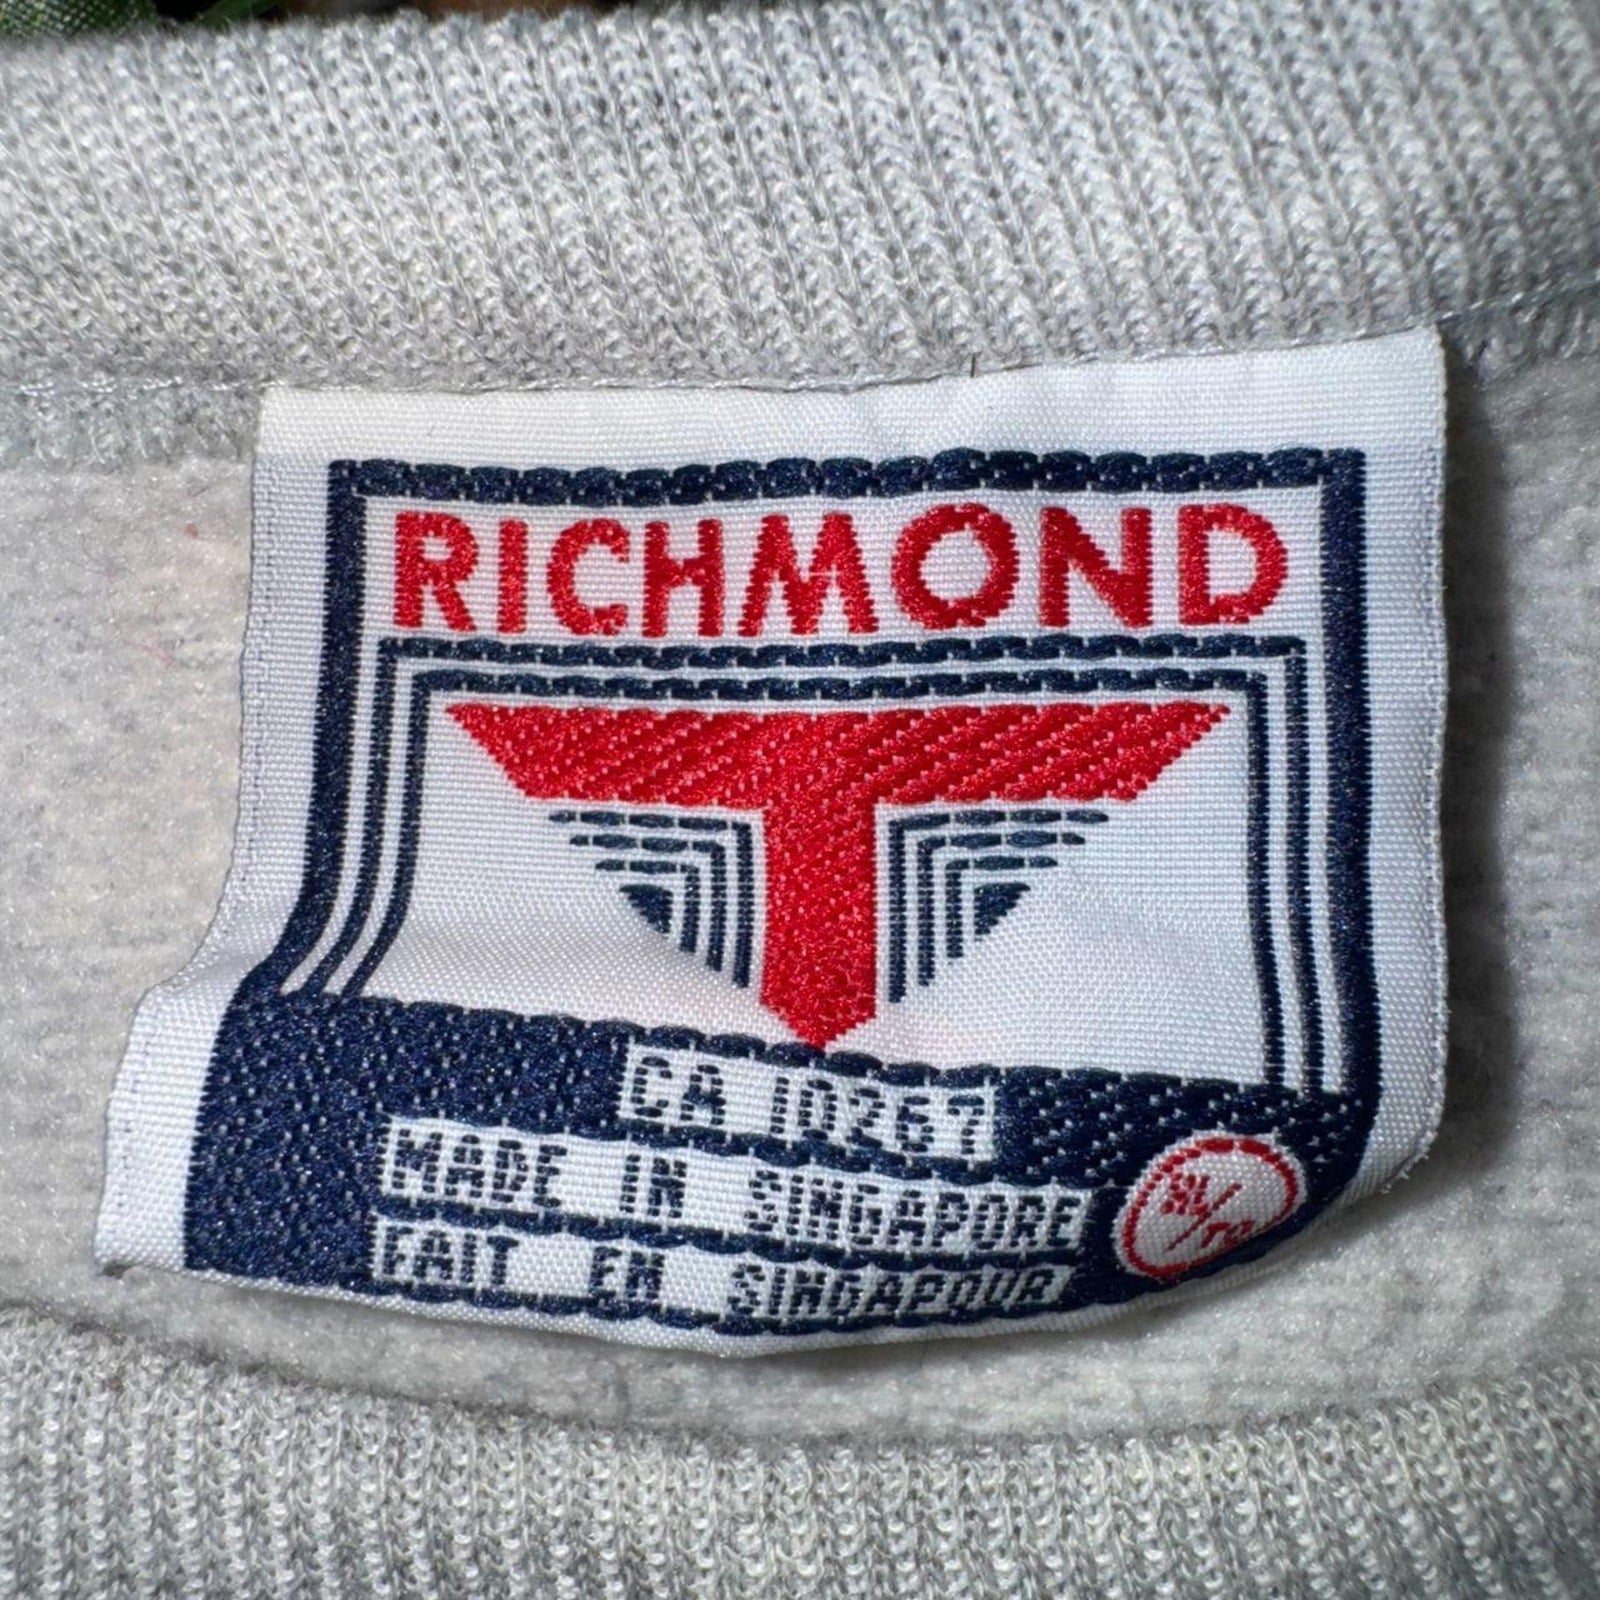 RICHMOND
CA 10267
MADE IN SINGAPORE
FAIT EN SINGAPOUR